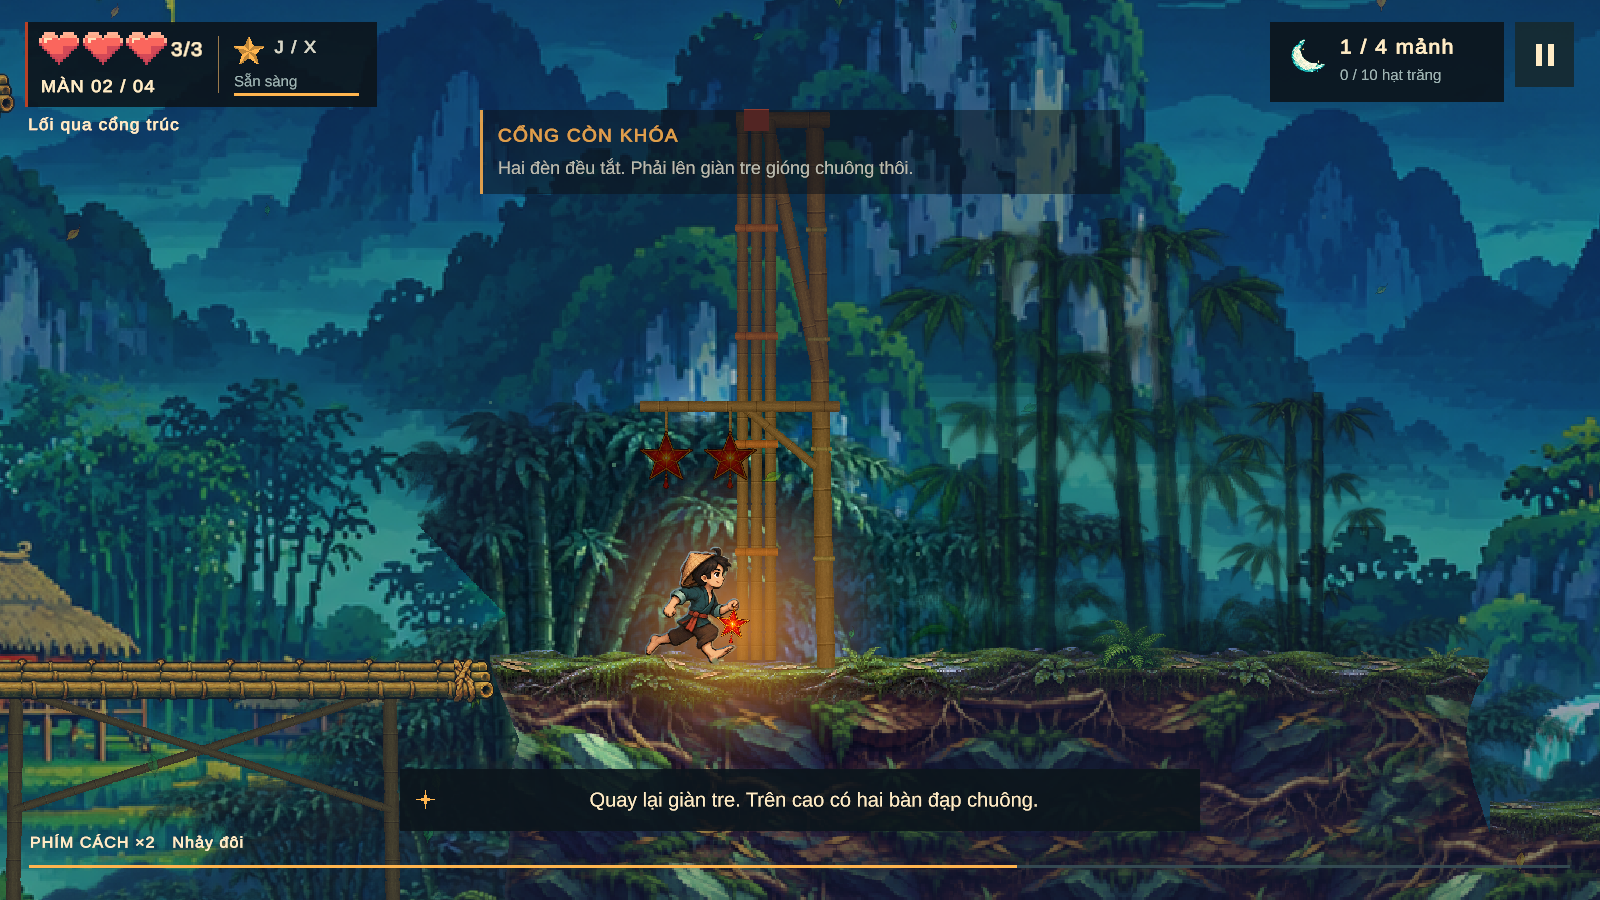 3/3
MÀN 02 / 04
J / X
Sẵn sàng
Lối qua cổng trúc
1 / 4 mảnh
0 / 10 hạt trăng
CỔNG CÒN KHÓA
Hai đèn đều tắt. Phải lên giàn tre gióng chuông thôi.
Quay lại giàn tre. Trên cao có hai bàn đạp chuông.
PHÍM CÁCH ×2 Nhảy đôi